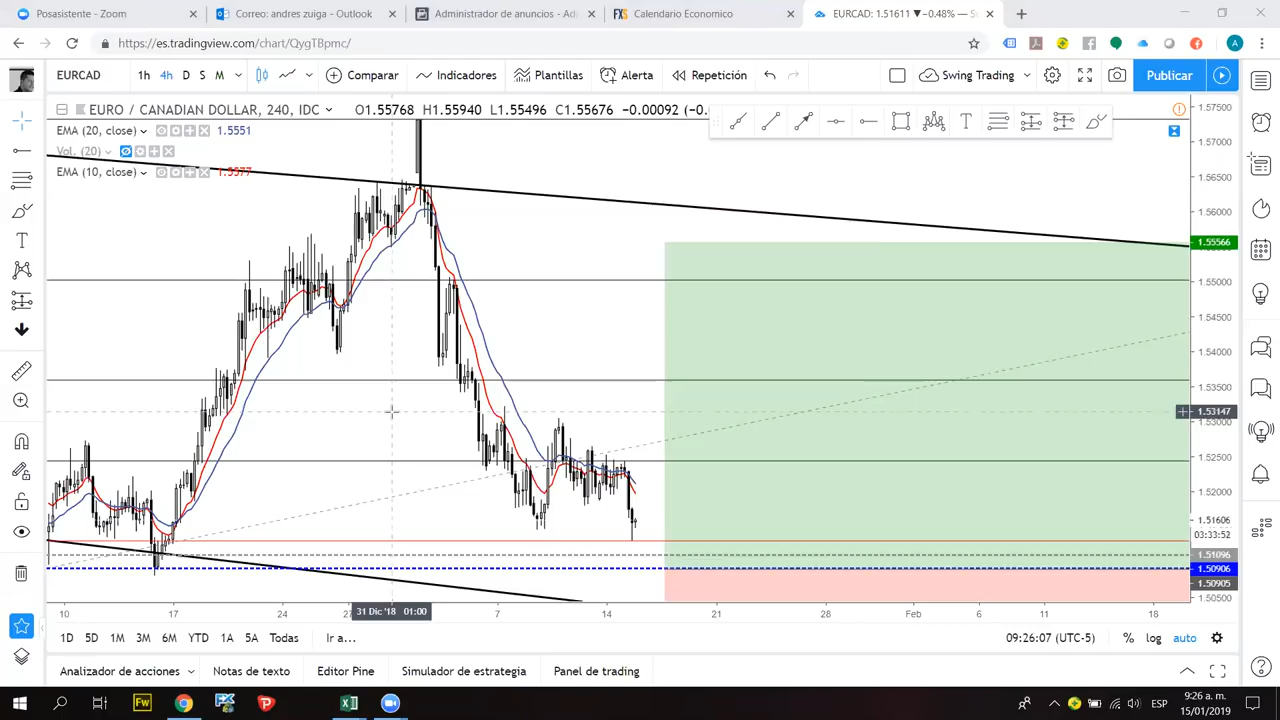 Posasistente - Zoom
Correo: andres zuiga - Outlook
Administrador de anuncios - Adi
Calendario Economico
EURCAD: 1.51611 ▼−0.48% — S
https://es.tradingview.com/chart/QygTBpmc/
A
EURCAD
1h 4h D S M
Comparar
Indicadores
Plantillas
Alerta
Repetición
Swing Trading
Publicar
EURO / CANADIAN DOLLAR, 240, IDC
O1.55768 H1.55940 L1.55496 C1.55676 −0.00092 (−0.
EMA (20, close) 1.5551
Vol. (20)
EMA (10, close) 1.5577
T
T
1.57500
1.57000
1.56500
1.56000
1.55566
1.55000
1.54500
1.54000
1.53500
1.53147
1.53000
1.52500
1.52000
1.51606
03:33:52
1.51096
1.50906
1.50905
1.50500
10 17 24 27 31 Dic '18 01:00 7 14 21 28 Feb 6 11 18
1D 5D 1M 3M 6M YTD 1A 5A Todas Ir a...
09:26:07 (UTC-5) % log auto
Analizador de acciones
Notas de texto
Editor Pine
Simulador de estrategia
Panel de trading
Fw
ESP
9:26 a. m.
15/01/2019